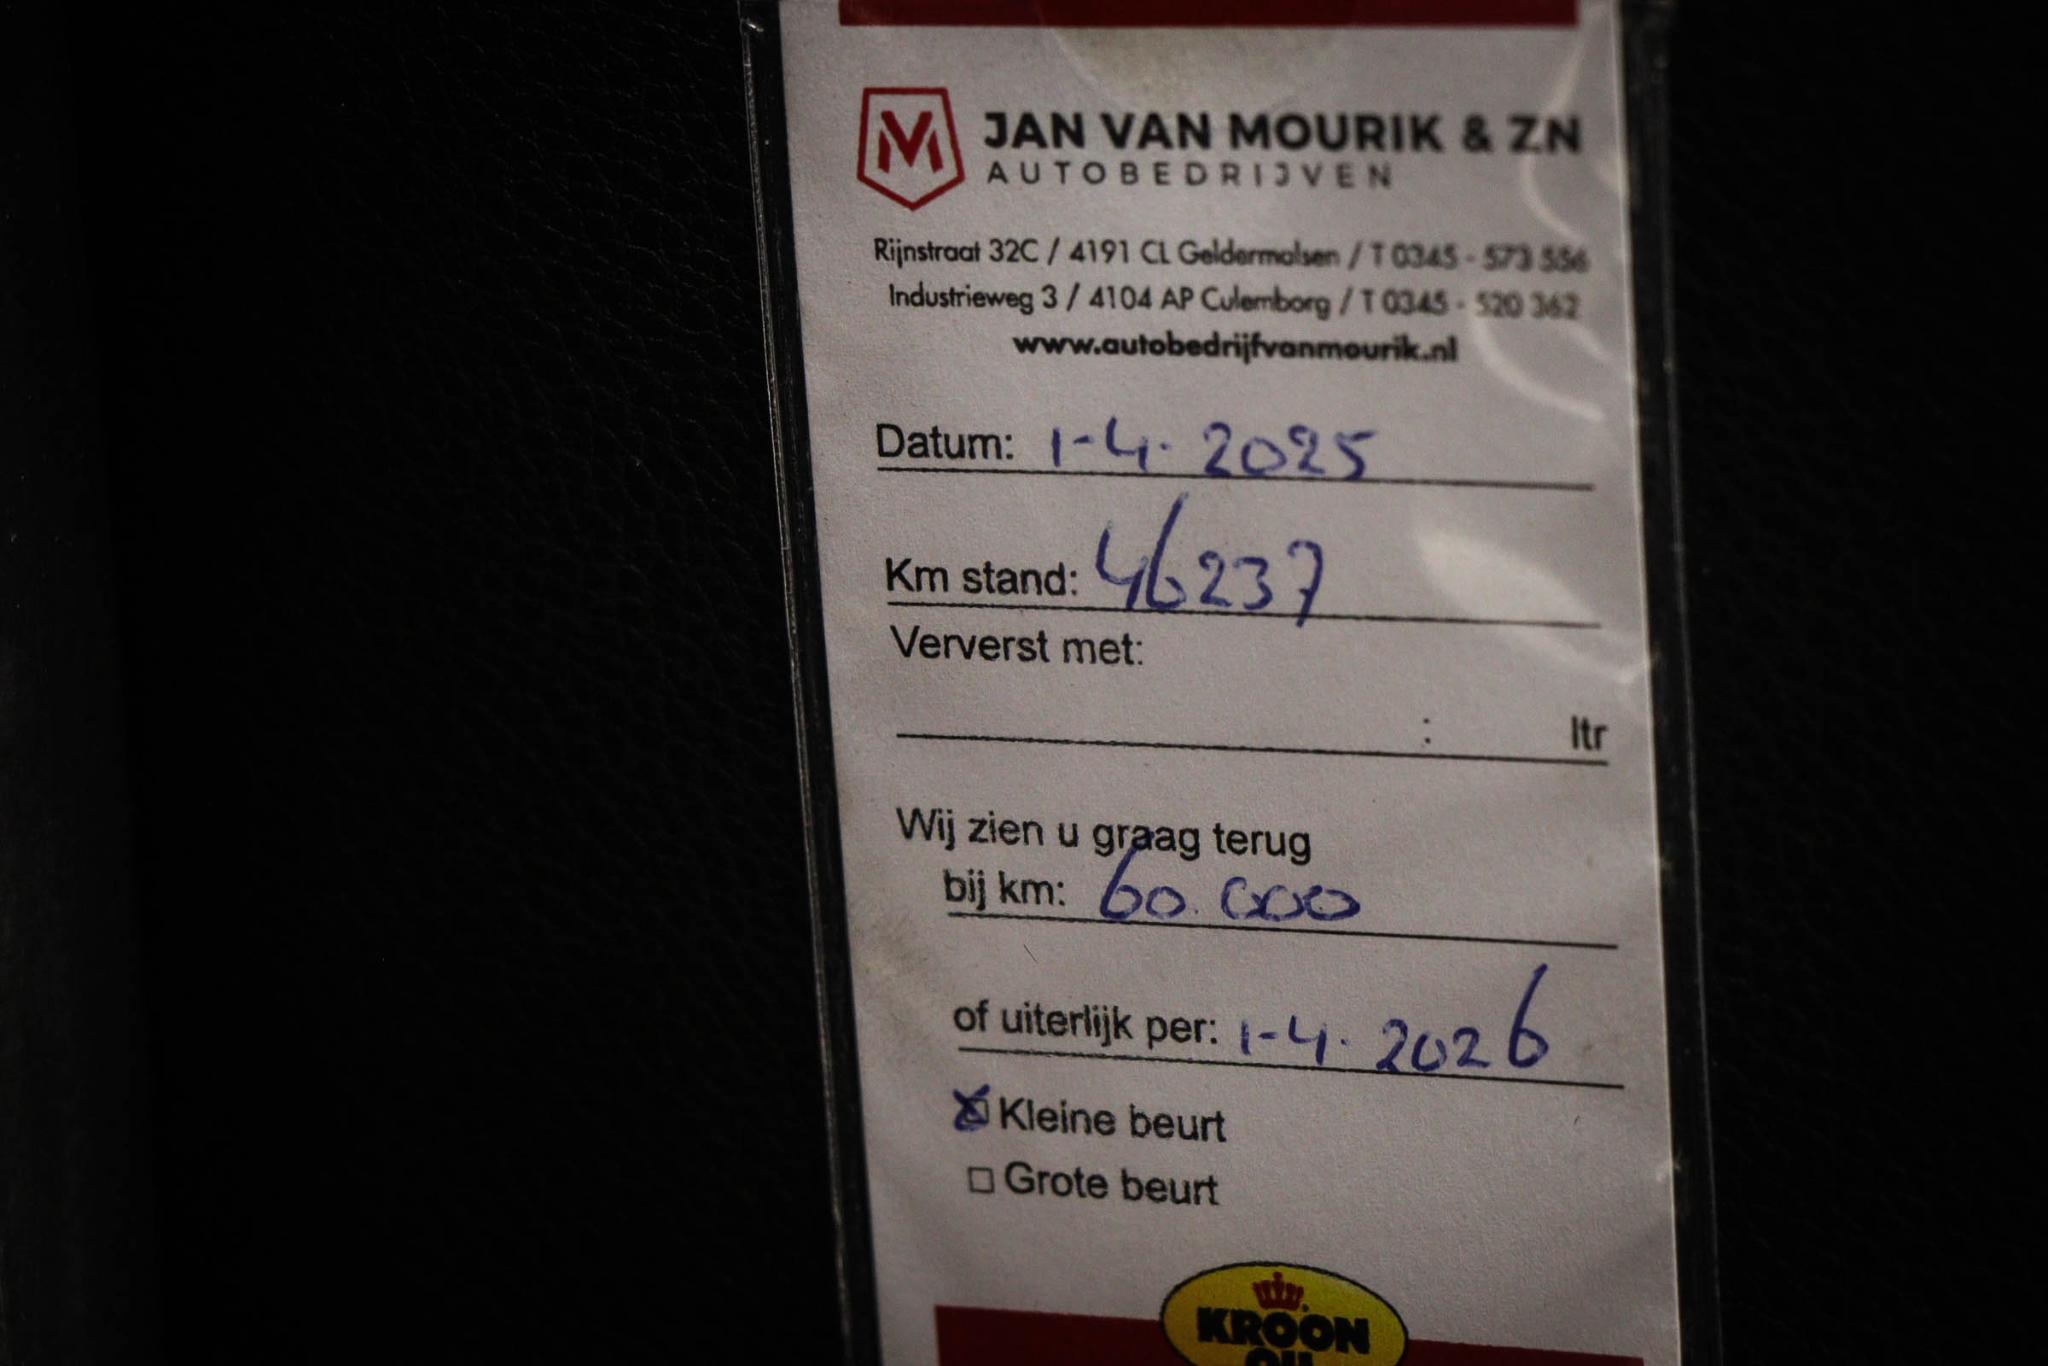 JAN VAN MOURIK & ZN
AUTOBEDRIJVEN
Rijnstraat 32C / 4191 CL Geldermalsen / T 0345 - 573 556
Industrieweg 3 / 4104 AP Culemborg / T 0345 - 520 362
www.autobedrijfvanmourik.nl
Datum: 1-4-2025
Km stand: 46237
Ververst met:
: ltr
Wij zien u graag terug
bij km: 60.000
of uiterlijk per: 1-4-2026
Kleine beurt
Grote beurt
KROON
OIL